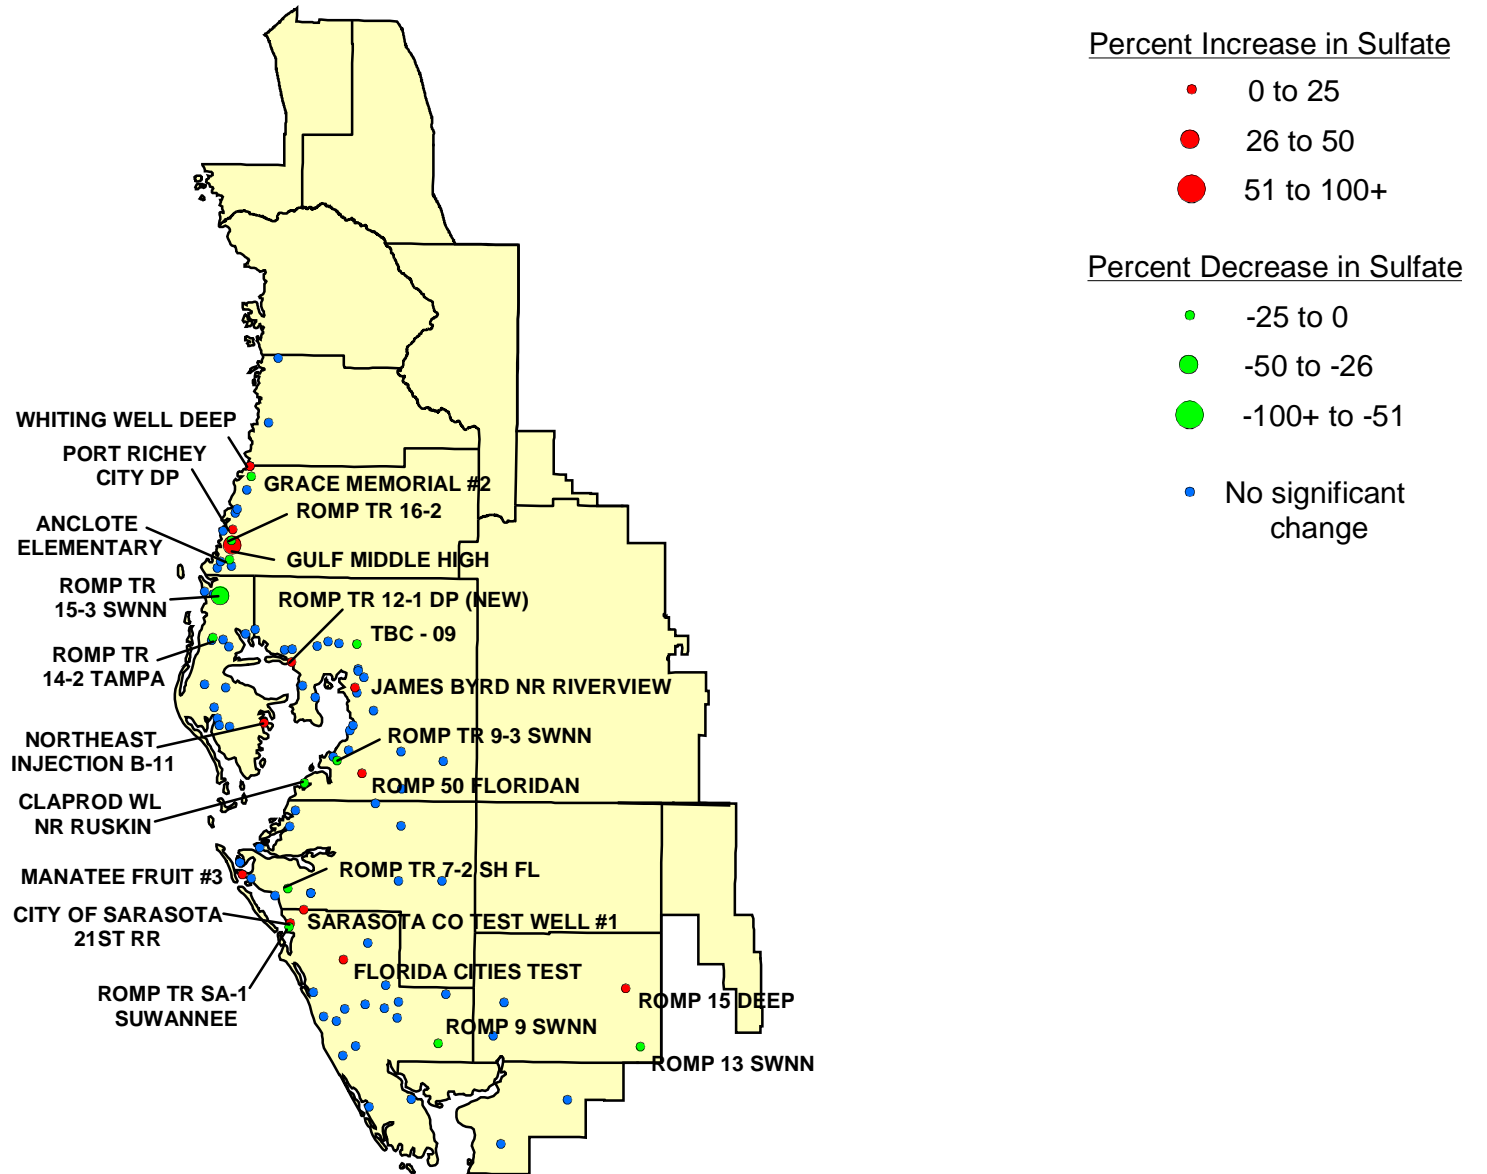 Percent Increase in Sulfate
0 to 25
26 to 50
51 to 100+
Percent Decrease in Sulfate
-25 to 0
-50 to -26
-100+ to -51
No significant
change
WHITING WELL DEEP
PORT RICHEY
CITY DP
GRACE MEMORIAL #2
ROMP TR 16-2
ANCLOTE
ELEMENTARY
GULF MIDDLE HIGH
ROMP TR
15-3 SWNN
ROMP TR 12-1 DP (NEW)
TBC - 09
ROMP TR
14-2 TAMPA
JAMES BYRD NR RIVERVIEW
NORTHEAST
INJECTION B-11
ROMP TR 9-3 SWNN
ROMP 50 FLORIDAN
CLAPROD WL
NR RUSKIN
ROMP TR 7-2 SH FL
MANATEE FRUIT #3
CITY OF SARASOTA
21ST RR
SARASOTA CO TEST WELL #1
FLORIDA CITIES TEST
ROMP TR SA-1
SUWANNEE
ROMP 15 DEEP
ROMP 9 SWNN
ROMP 13 SWNN